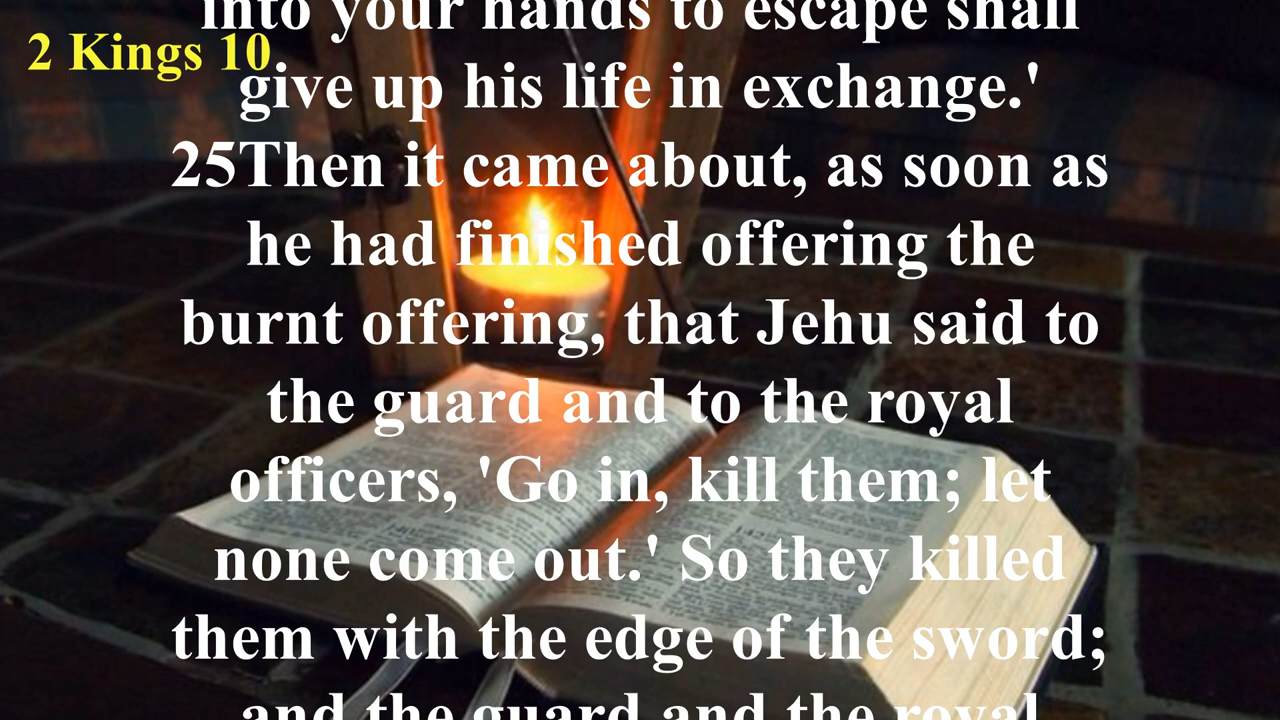 into your hands to escape shall
2 Kings 10
give up his life in exchange.'
25Then it came about, as soon as
he had finished offering the
burnt offering, that Jehu said to
the guard and to the royal
officers, 'Go in, kill them; let
none come out.' So they killed
them with the edge of the sword;
and the guard and the royal